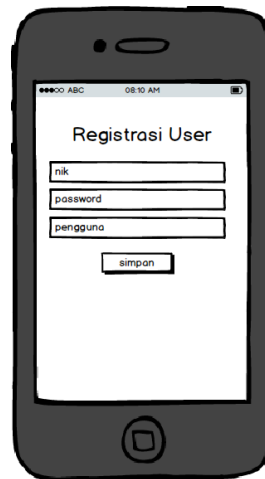 ABC 08:10 AM
Registrasi User
nik
password
pengguna
simpan